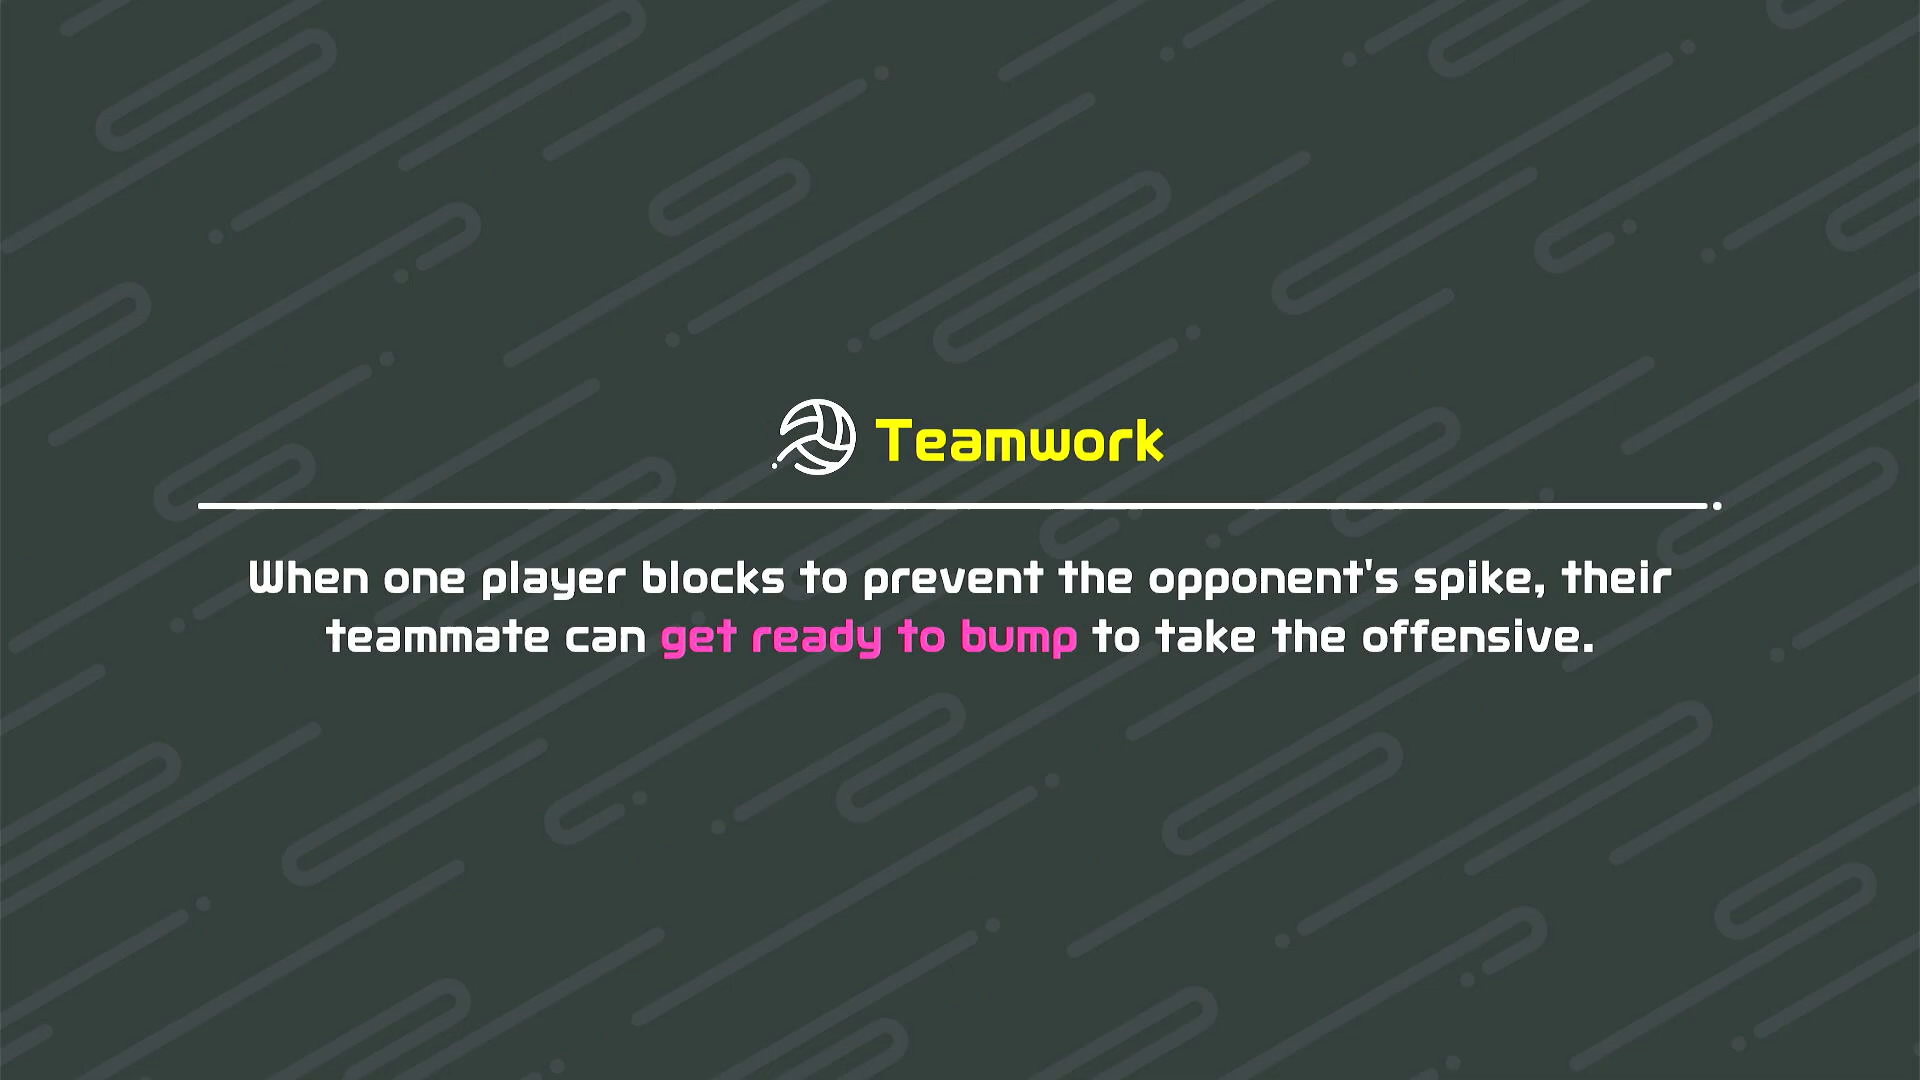 Teamwork
When one player blocks to prevent the opponent's spike, their
teammate can get ready to bump to take the offensive.